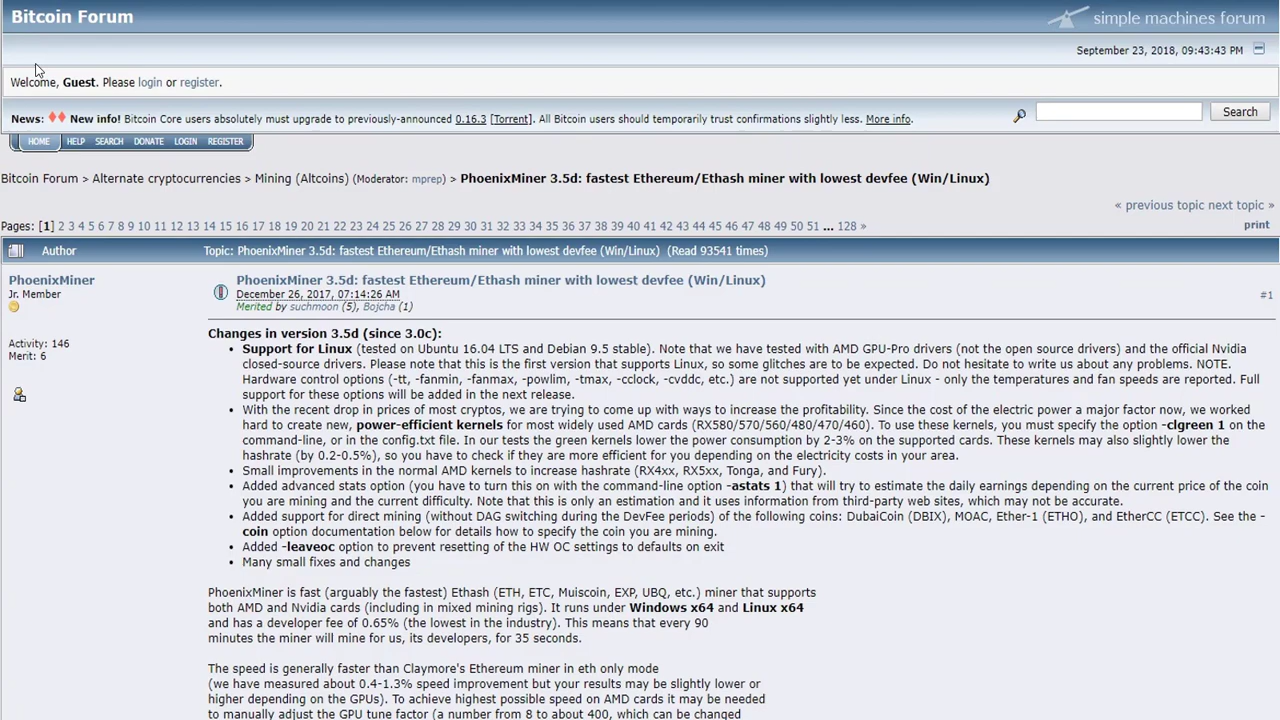 Bitcoin Forum
simple machines forum
September 23, 2018, 09:43:43 PM
Welcome, Guest. Please login or register.
News: New info! Bitcoin Core users absolutely must upgrade to previously-announced 0.16.3 [Torrent]. All Bitcoin users should temporarily trust confirmations slightly less. More info.
Search
HOME HELP SEARCH DONATE LOGIN REGISTER
Bitcoin Forum > Alternate cryptocurrencies > Mining (Altcoins) (Moderator: mprep) > PhoenixMiner 3.5d: fastest Ethereum/Ethash miner with lowest devfee (Win/Linux)
« previous topic next topic »
Pages: [1] 2 3 4 5 6 7 8 9 10 11 12 13 14 15 16 17 18 19 20 21 22 23 24 25 26 27 28 29 30 31 32 33 34 35 36 37 38 39 40 41 42 43 44 45 46 47 48 49 50 51 ... 128 »
print
Author
Topic: PhoenixMiner 3.5d: fastest Ethereum/Ethash miner with lowest devfee (Win/Linux) (Read 93541 times)
PhoenixMiner
Jr. Member
Activity: 146
Merit: 6
PhoenixMiner 3.5d: fastest Ethereum/Ethash miner with lowest devfee (Win/Linux)
December 26, 2017, 07:14:26 AM
Merited by suchmoon (5), Bojcha (1)
#1
Changes in version 3.5d (since 3.0c):
• Support for Linux (tested on Ubuntu 16.04 LTS and Debian 9.5 stable). Note that we have tested with AMD GPU-Pro drivers (not the open source drivers) and the official Nvidia
closed-source drivers. Please note that this is the first version that supports Linux, so some glitches are to be expected. Do not hesitate to write us about any problems. NOTE.
Hardware control options (-tt, -fanmin, -fanmax, -powlim, -tmax, -cclock, -cvddc, etc.) are not supported yet under Linux - only the temperatures and fan speeds are reported. Full
support for these options will be added in the next release.
• With the recent drop in prices of most cryptos, we are trying to come up with ways to increase the profitability. Since the cost of the electric power a major factor now, we worked
hard to create new, power-efficient kernels for most widely used AMD cards (RX580/570/560/480/470/460). To use these kernels, you must specify the option -clgreen 1 on the
command-line, or in the config.txt file. In our tests the green kernels lower the power consumption by 2-3% on the supported cards. These kernels may also slightly lower the
hashrate (by 0.2-0.5%), so you have to check if they are more efficient for you depending on the electricity costs in your area.
• Small improvements in the normal AMD kernels to increase hashrate (RX4xx, RX5xx, Tonga, and Fury).
• Added advanced stats option (you have to turn this on with the command-line option -astats 1) that will try to estimate the daily earnings depending on the current price of the coin
you are mining and the current difficulty. Note that this is only an estimation and it uses information from third-party web sites, which may not be accurate.
• Added support for direct mining (without DAG switching during the DevFee periods) of the following coins: DubaiCoin (DBIX), MOAC, Ether-1 (ETHO), and EtherCC (ETCC). See the -
coin option documentation below for details how to specify the coin you are mining.
• Added -leaveoc option to prevent resetting of the HW OC settings to defaults on exit
• Many small fixes and changes
PhoenixMiner is fast (arguably the fastest) Ethash (ETH, ETC, Muiscoin, EXP, UBQ, etc.) miner that supports
both AMD and Nvidia cards (including in mixed mining rigs). It runs under Windows x64 and Linux x64
and has a developer fee of 0.65% (the lowest in the industry). This means that every 90
minutes the miner will mine for us, its developers, for 35 seconds.
The speed is generally faster than Claymore's Ethereum miner in eth only mode
(we have measured about 0.4-1.3% speed improvement but your results may be slightly lower or
higher depending on the GPUs). To achieve highest possible speed on AMD cards it may be needed
to manually adjust the GPU tune factor (a number from 8 to about 400, which can be changed